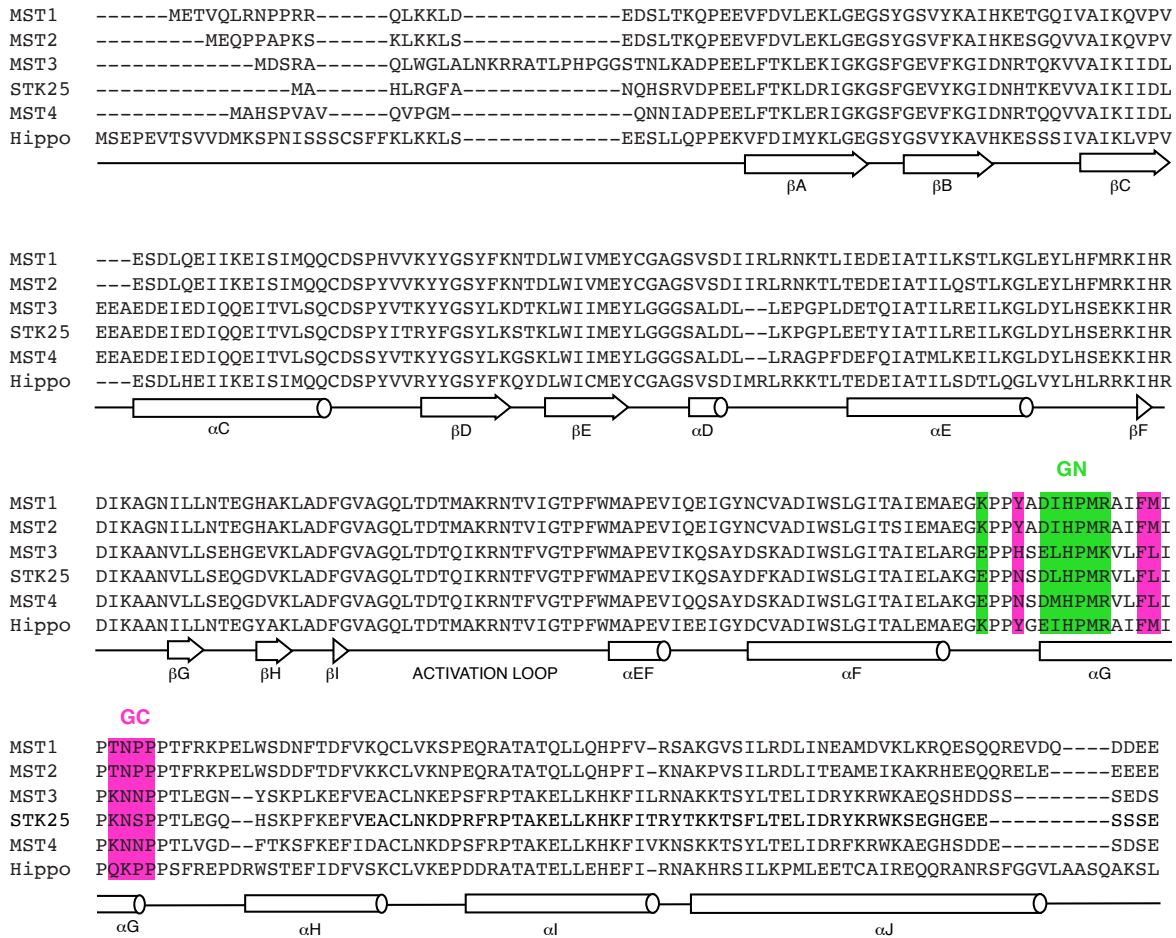 MST1 ----------METVQLRNPPRR------QLKKLD-------------EDSLTKQPEEVFDVLEKLGEGSYGSVYKAIHKETGQIVAIKQVPV
MST2 ---------MEQPPAPKS------KLKKLS-------------EDSLTKQPEEVFDVLEKLGEGSYGSVFKAIHKESGQVVAIKQVPV
MST3 -------------MDSRA------QLWGLALNKRRATLPHPGGSTNLKADPEELFTKLEKIGKGSFGEVFKGIDNRTQKVVAIKIIDL
STK25 ----------------MA------HLRGFA-------------NQHSRVDPEELFTKLDRIGKGSFGEVYKGIDNHTKEVVAIKIIDL
MST4 -----------MAHSPVAV-----QVPGM--------------QNNIADPEELFTKLERIGKGSFGEVFKGIDNRTQQVVAIKIIDL
Hippo MSEPEVTSVVDMKSPNISSSCSFFKLKKLS-------------EESLLQPPEKVFDIMYKLGEGSYGSVYKAVHKESSSIVAIKLVPV
βA βB βC
MST1 ---ESDLQEIIKEISIMQQCDSPHVVKYYGSYFKNTDLWIVMEYCGAGSVSDIIRLRNKTLIEDEIATILKSTLKGLEYLHFMRKIHR
MST2 ---ESDLQEIIKEISIMQQCDSPYVVKYYGSYFKNTDLWIVMEYCGAGSVSDIIRLRNKTLTEDEIATILQSTLKGLEYLHFMRKIHR
MST3 EEAEDEIEDIQQEITVLSQCDSPYVTKYYGSYLKDTKLWIIMEYLGGGSALDL--LEPGPLDETQIATILREILKGLDYLHSEKKIHR
STK25 EEAEDEIEDIQQEITVLSQCDSPYITRYFGSYLKSTKLWIIMEYLGGGSALDL--LKPGPLEETYIATILREILKGLDYLHSERKIHR
MST4 EEAEDEIEDIQQEITVLSQCDSSYVTKYYGSYLKGSKLWIIMEYLGGGSALDL--LRAGPFDEFQIATMLKEILKGLDYLHSEKKIHR
Hippo ---ESDLHEIIKEISIMQQCDSPYVVRYYGSYFKQYDLWICMEYCGAGSVSDIMRLRKKTLTEDEIATILSDTLQGLVYLHLRRKIHR
αC βD βE αD αE βF
GN
MST1 DIKAGNILLNTEGHAKLADFGVAGQLTDTMAKRNTVIGTPFWMAPEVIQEIGYNCVADIWSLGITAIEMAEGKPPYADIHPMRAIFMI
MST2 DIKAGNILLNTEGHAKLADFGVAGQLTDTMAKRNTVIGTPFWMAPEVIQEIGYNCVADIWSLGITSIEMAEGKPPYADIHPMRAIFMI
MST3 DIKAANVLLSEHGEVKLADFGVAGQLTDTQIKRNTFVGTPFWMAPEVIKQSAYDSKADIWSLGITAIELARGEPPHSELHPMKVLFLI
STK25 DIKAANVLLSEQGDVKLADFGVAGQLTDTQIKRNTFVGTPFWMAPEVIKQSAYDFKADIWSLGITAIELAKGEPPNSDLHPMRVLFLI
MST4 DIKAANVLLSEQGDVKLADFGVAGQLTDTQIKRNTFVGTPFWMAPEVIQQSAYDSKADIWSLGITAIELAKGEPPNSDMHPMRVLFLI
Hippo DIKAANILLNTEGYAKLADFGVAGQLTDTMAKRNTVIGTPFWMAPEVIEEIGYDCVADIWSLGITALEMAEGKPPYGEIHPMRAIFMI
βG βH βI ACTIVATION LOOP αEF αF αG
GC
MST1 PTNPPPTFRKPELWSDNFTDFVKQCLVKSPEQRATATQLLQHPFV-RSAKGVSILRDLINEAMDVKLKRQESQQREVDQ----DDEE
MST2 PTNPPPTFRKPELWSDDFTDFVKKCLVKNPEQRATATQLLQHPFI-KNAKPVSILRDLITEAMEIKAKRHEEQQRELE-----EEEE
MST3 PKNNPPTLEGN--YSKPLKEFVEACLNKEPSFRPTAKELLKHKFILRNAKKTSYLTELIDRYKRWKAEQSHDDSS--------SEDS
STK25 PKNSPPTLEGQ--HSKPFKEFVEACLNKDPRFRPTAKELLKHKFITRYTKKTSFLTELIDRYKRWKSEGHGEE----------SSSE
MST4 PKNNPPTLVGD--FTKSFKEFIDACLNKDPSFRPTAKELLKHKFIVKNSKKTSYLTELIDRFKRWKAEGHSDDE---------SDSE
Hippo PQKPPPSFREPDRWSTEFIDFVSKCLVKEPDDRATATELLEHEFI-RNAKHRSILKPMLEETCAIREQQRANRSFGGVLAASQAKSL
αG αH αI αJ